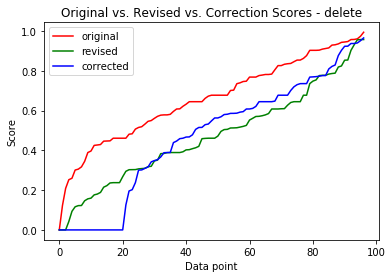 Original vs. Revised vs. Correction Scores - delete
original
revised
corrected
Score
1.0
0.8
0.6
0.4
0.2
0.0
0 20 40 60 80 100
Data point